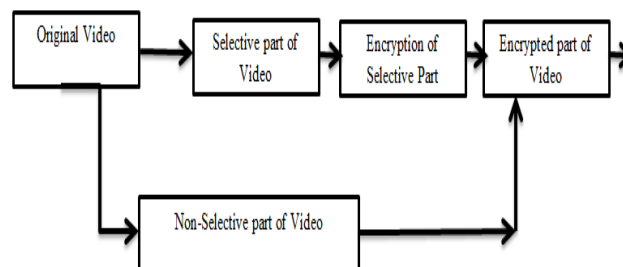 Original Video
Selective part of
Video
Encryption of
Selective Part
Encrypted part of
Video
Non-Selective part of Video